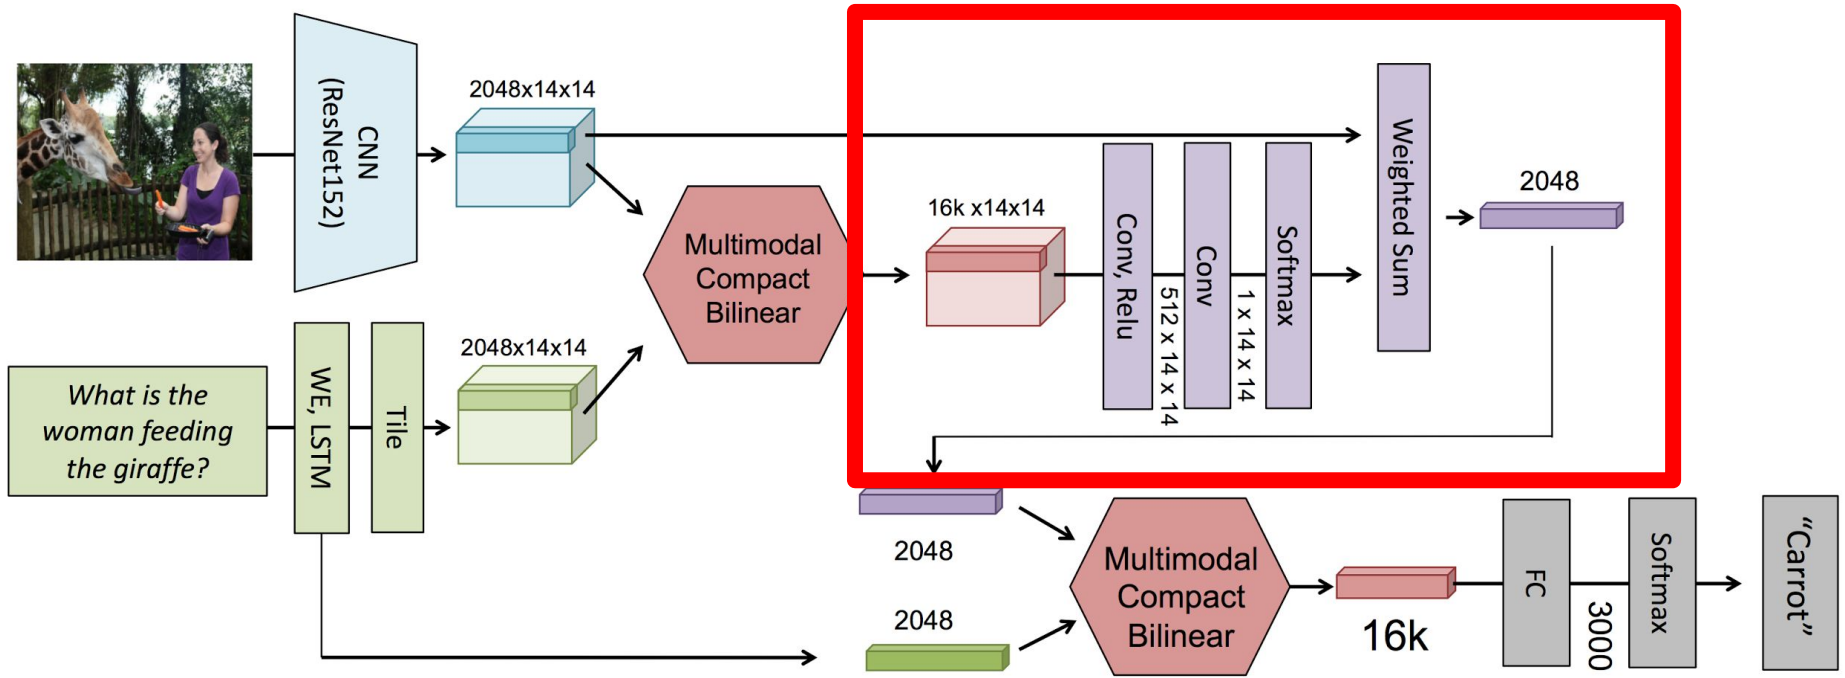 CNN
(ResNet152)
2048x14x14
Multimodal
Compact
Bilinear
16k x14x14
Conv, Relu
512 x 14 x 14
Conv
1 x 14 x 14
Softmax
Weighted Sum
2048
What is the
woman feeding
the giraffe?
WE, LSTM
Tile
2048x14x14
2048
2048
Multimodal
Compact
Bilinear
16k
FC
3000
Softmax
“Carrot”